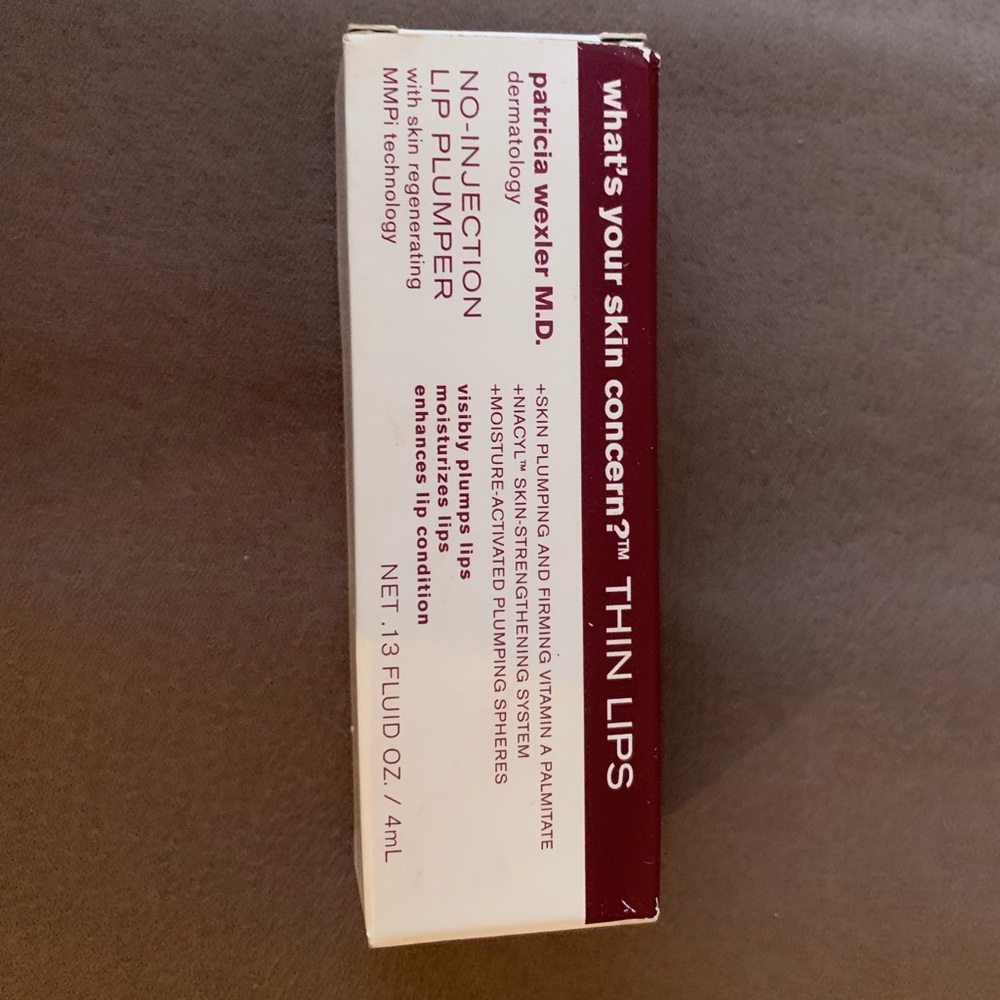 what's your skin concern?™ THIN LIPS
patricia wexler M.D.
dermatology
NO-INJECTION
LIP PLUMPER
with skin regenerating
MMPi technology
+SKIN PLUMPING AND FIRMING VITAMIN A PALMITATE
+NIACYL™ SKIN-STRENGTHENING SYSTEM
+MOISTURE-ACTIVATED PLUMPING SPHERES
visibly plumps lips
moisturizes lips
enhances lip condition
NET .13 FLUID OZ. / 4mL